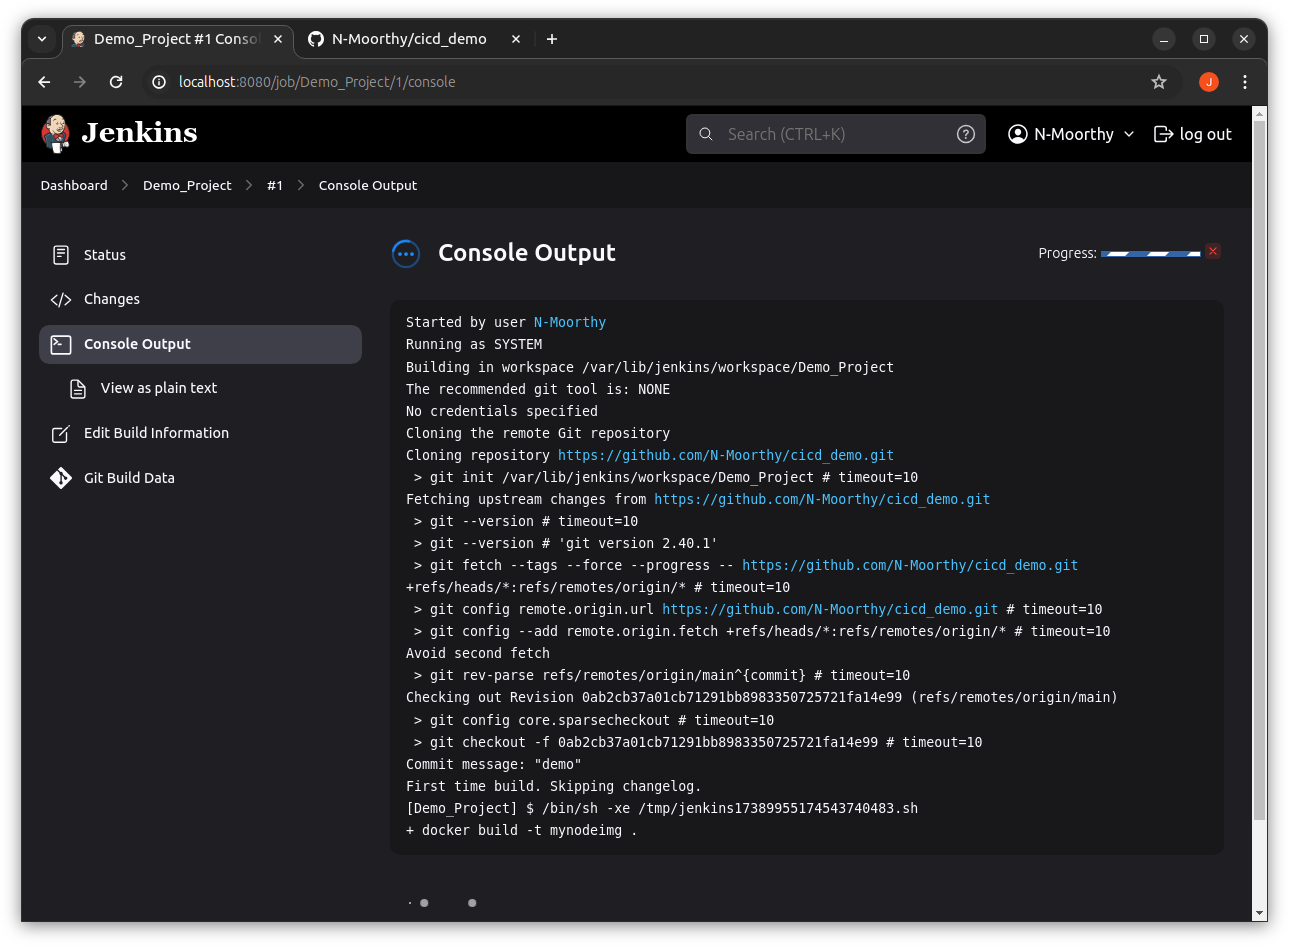 Demo_Project #1 Conso
N-Moorthy/cicd_demo
localhost:8080/job/Demo_Project/1/console
J
Jenkins
Search (CTRL+K)
N-Moorthy
log out
Dashboard
Demo_Project
#1
Console Output
Status
Changes
Console Output
View as plain text
Edit Build Information
Git Build Data
Console Output
Progress:
Started by user N-Moorthy
Running as SYSTEM
Building in workspace /var/lib/jenkins/workspace/Demo_Project
The recommended git tool is: NONE
No credentials specified
Cloning the remote Git repository
Cloning repository https://github.com/N-Moorthy/cicd_demo.git
 > git init /var/lib/jenkins/workspace/Demo_Project # timeout=10
Fetching upstream changes from https://github.com/N-Moorthy/cicd_demo.git
 > git --version # timeout=10
 > git --version # 'git version 2.40.1'
 > git fetch --tags --force --progress -- https://github.com/N-Moorthy/cicd_demo.git
+refs/heads/*:refs/remotes/origin/* # timeout=10
 > git config remote.origin.url https://github.com/N-Moorthy/cicd_demo.git # timeout=10
 > git config --add remote.origin.fetch +refs/heads/*:refs/remotes/origin/* # timeout=10
Avoid second fetch
 > git rev-parse refs/remotes/origin/main^{commit} # timeout=10
Checking out Revision 0ab2cb37a01cb71291bb8983350725721fa14e99 (refs/remotes/origin/main)
 > git config core.sparsecheckout # timeout=10
 > git checkout -f 0ab2cb37a01cb71291bb8983350725721fa14e99 # timeout=10
Commit message: "demo"
First time build. Skipping changelog.
[Demo_Project] $ /bin/sh -xe /tmp/jenkins17389955174543740483.sh
+ docker build -t mynodeimg .